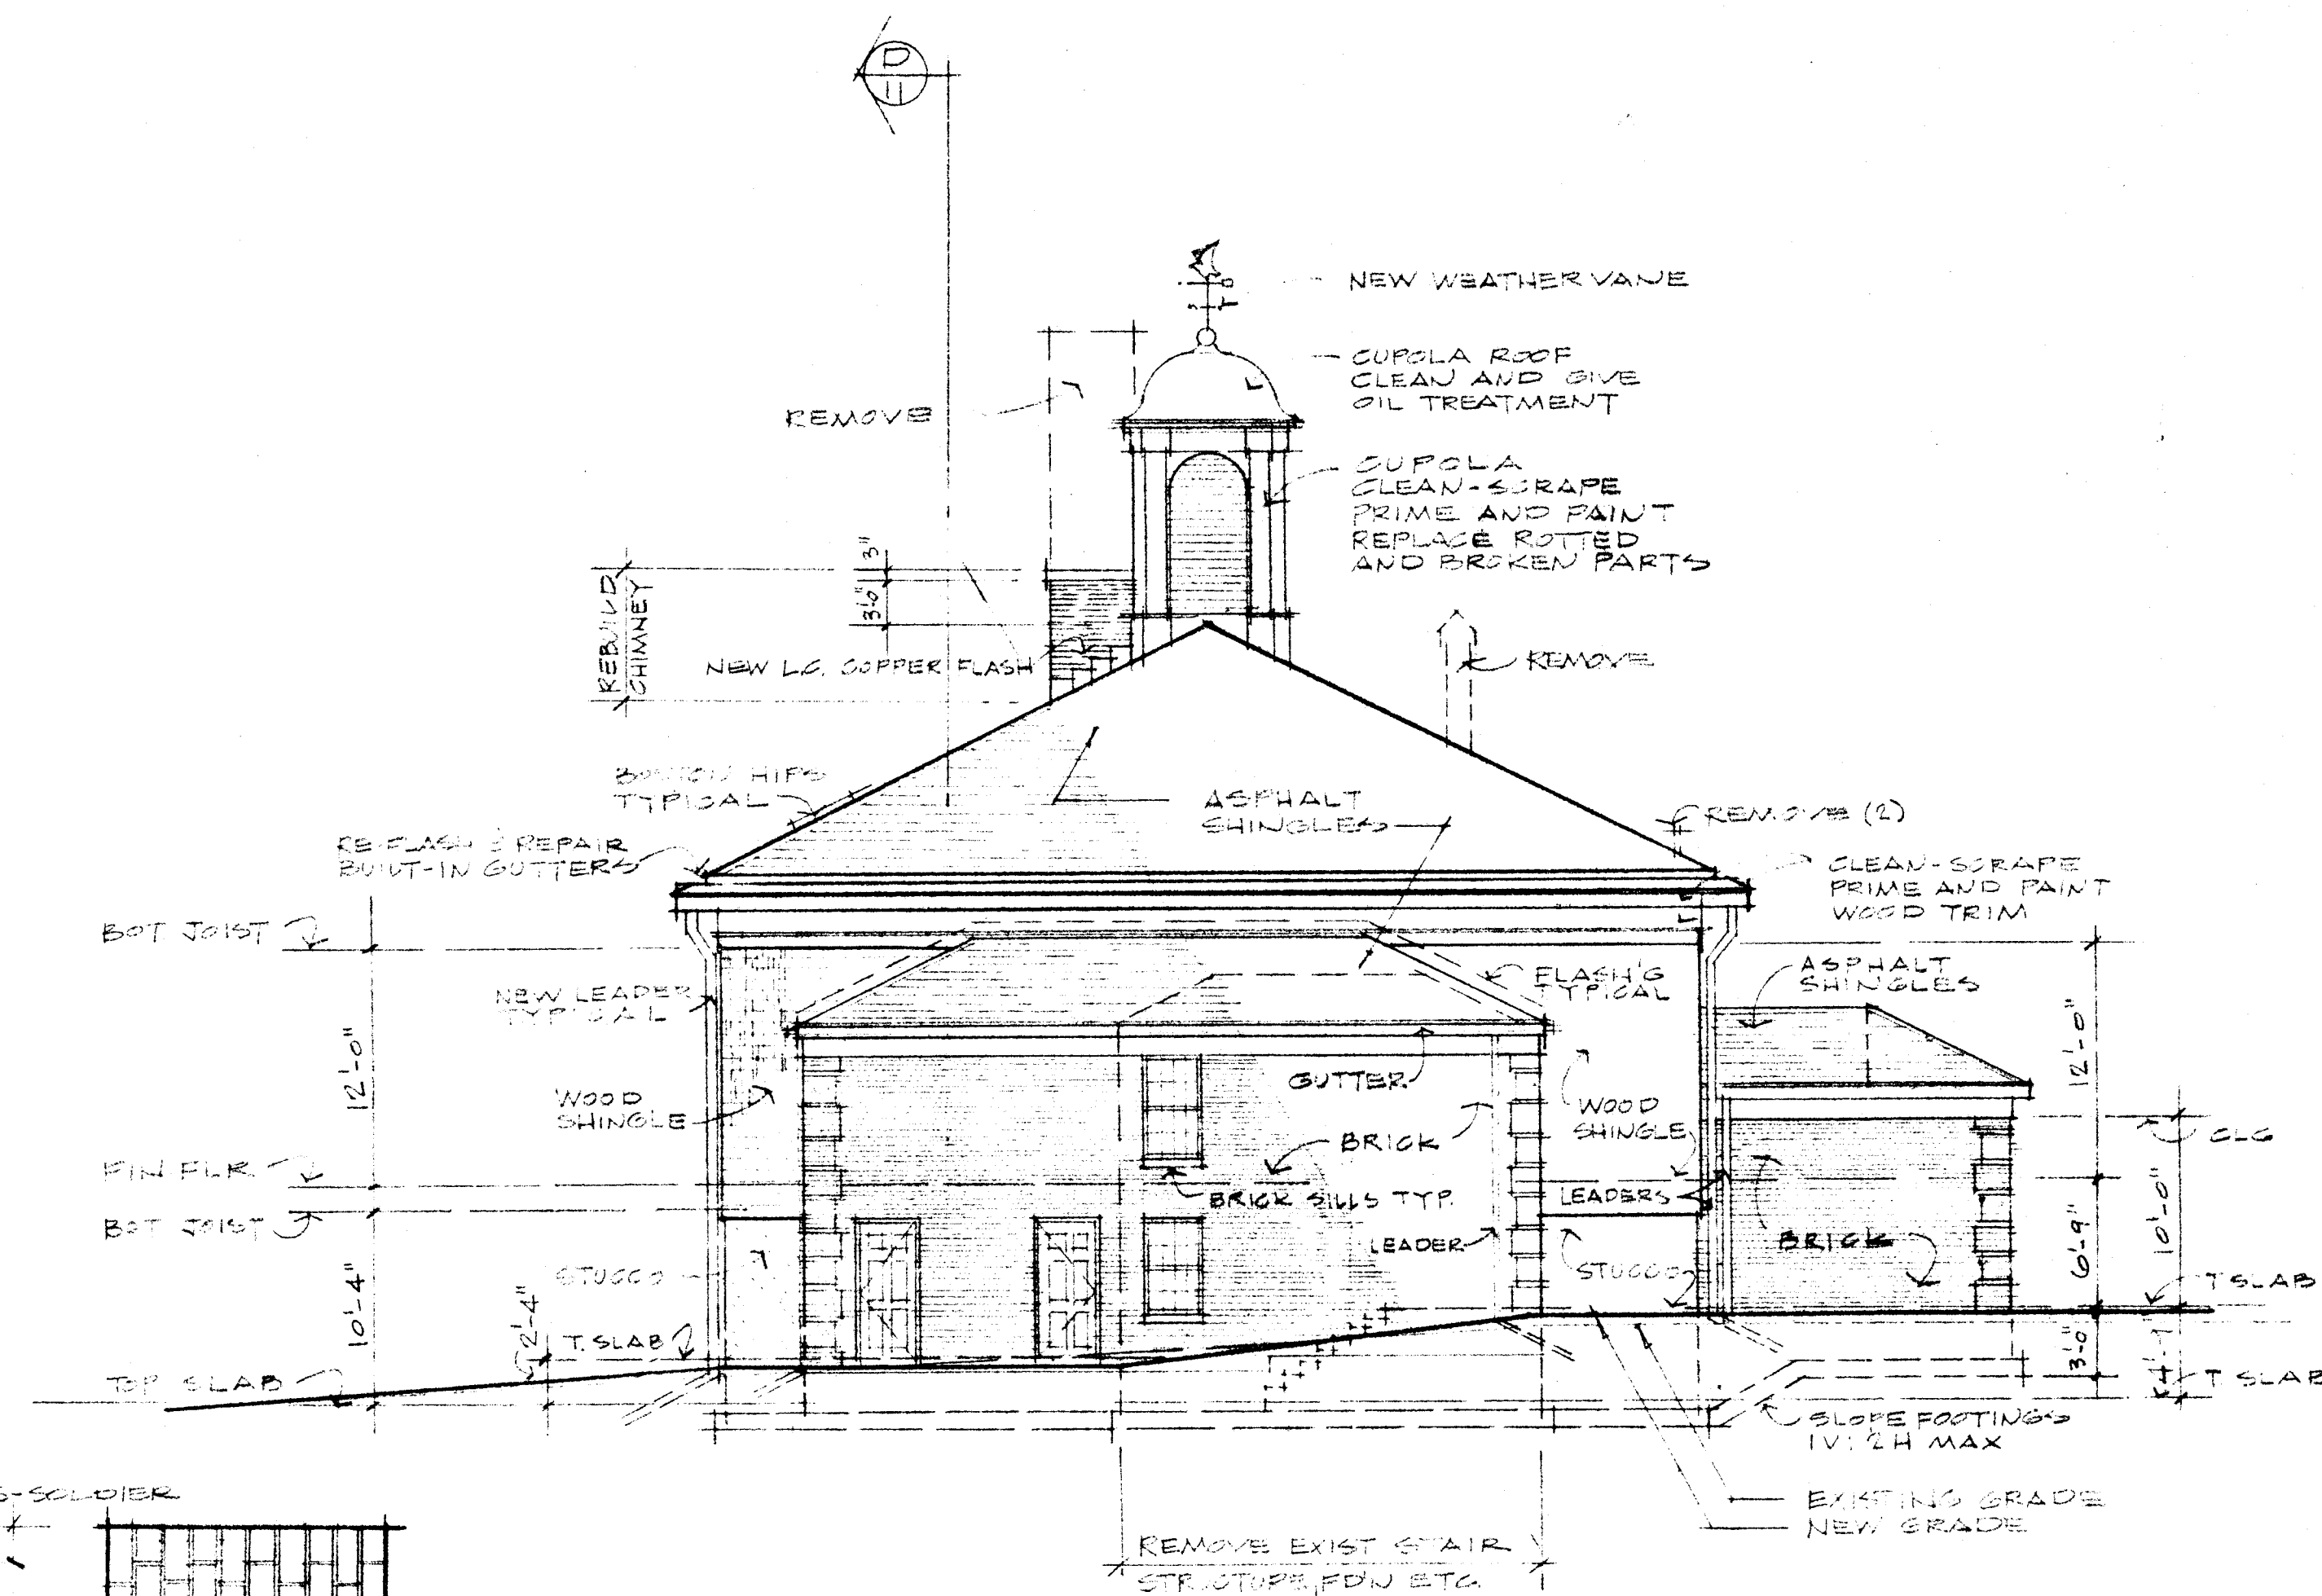 D
11
NEW WEATHER VANE
CUPOLA ROOF
CLEAN AND GIVE
OIL TREATMENT
REMOVE
CUPOLA
CLEAN-SCRAPE
PRIME AND PAINT
REPLACE ROTTED
AND BROKEN PARTS
3"
3'-0"
REBUILD
CHIMNEY
NEW L.C. COPPER FLASH
REMOVE
BOSTON HIPS
TYPICAL
ASPHALT
SHINGLES
REMOVE (2)
RE-FLASH & REPAIR
BUILT-IN GUTTERS
CLEAN-SCRAPE
PRIME AND PAINT
WOOD TRIM
BOT JOIST
NEW LEADER
TYPICAL
FLASH'G
TYPICAL
ASPHALT
SHINGLES
12'-0"
12'-0"
GUTTER
WOOD
SHINGLE
WOOD
SHINGLE
BRICK
CLG
FIN FLR
BRICK SILLS TYP.
LEADERS
BOT JOIST
LEADER
BRICK
6'-9"
10'-0"
STUCCO
STUCCO
10'-4"
2'-4"
T. SLAB
T SLAB
3'-0"
TOP SLAB
T SLAB
SLOPE FOOTINGS
1V:2H MAX
SOLDIER
EXISTING GRADE
NEW GRADE
REMOVE EXIST STAIR
STRUCTURE, FD'N ETC.